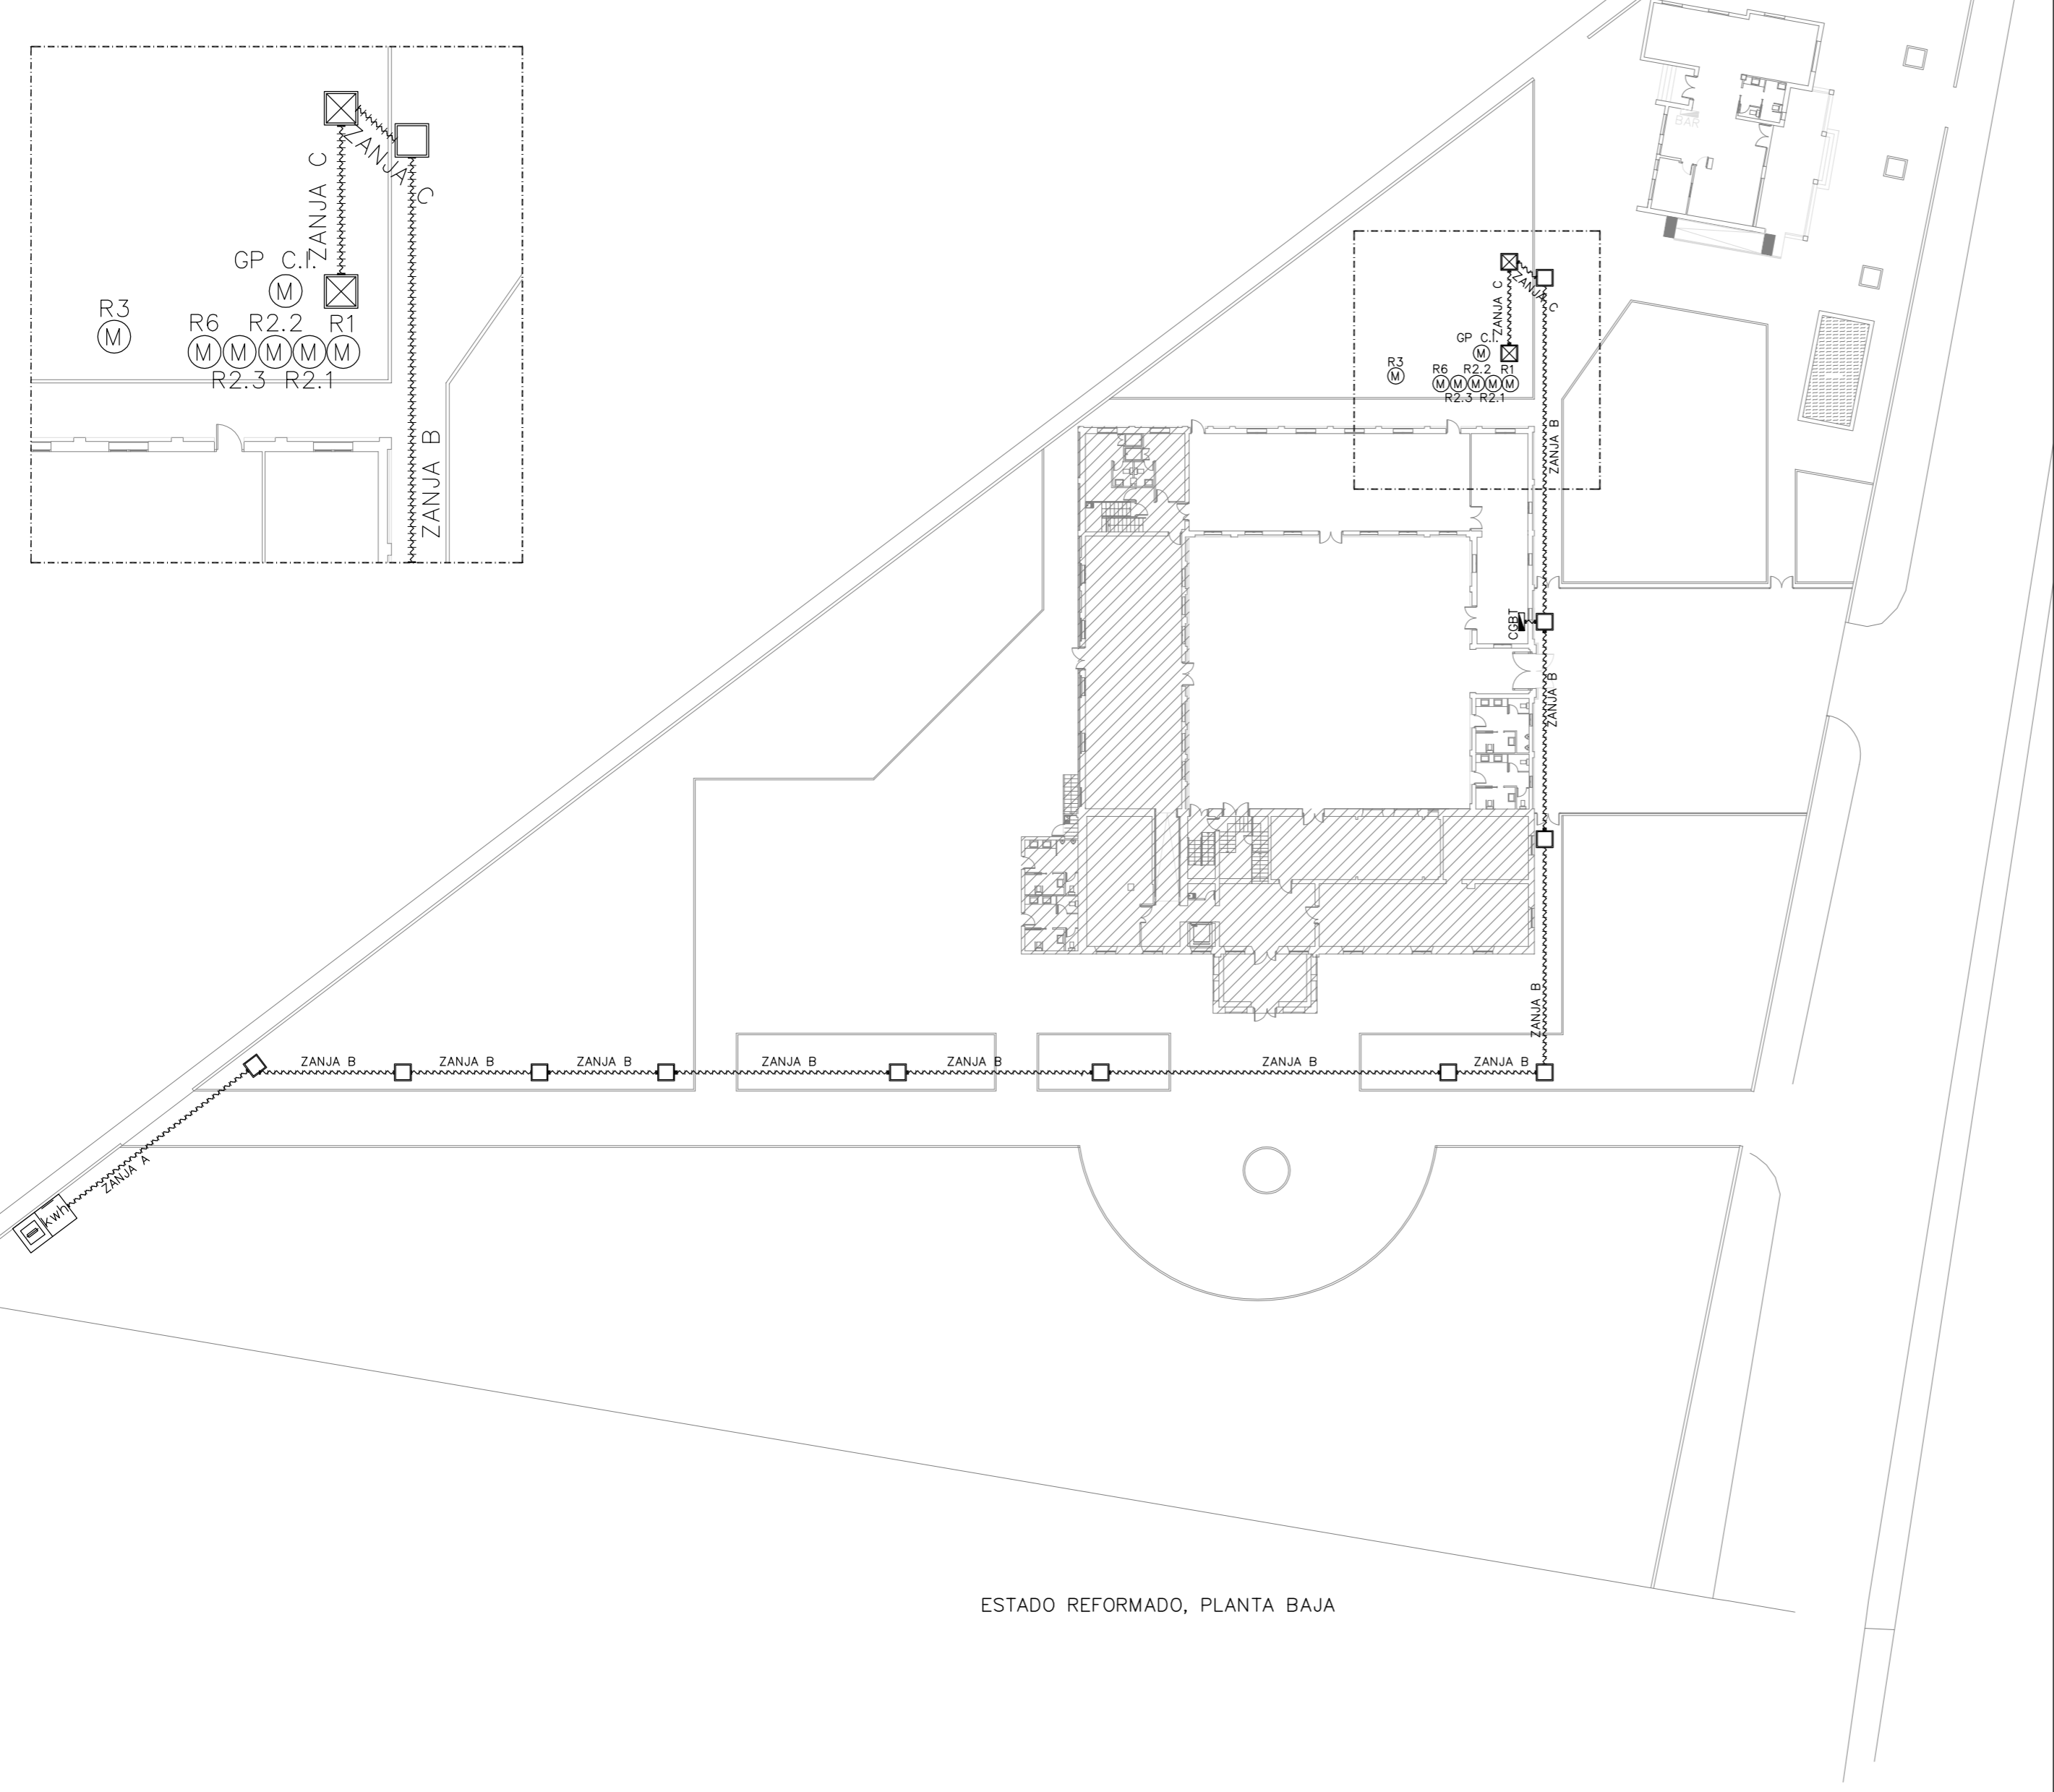 BAR
ZANJA C
ZANJA C
GP C.I.
R3
R6 R2.2 R1
M
M
M M M M M
R2.3 R2.1
ZANJA B
ZANJA C
ZANJA C
GP C.I.
R3
R6 R2.2 R1
M
M
M M M M M
R2.3 R2.1
ZANJA B
CGBT
ZANJA B
ZANJA B
ZANJA B
ZANJA B
ZANJA B
ZANJA B
ZANJA B
ZANJA B
ZANJA B
ZANJA A
kwh
ESTADO REFORMADO, PLANTA BAJA